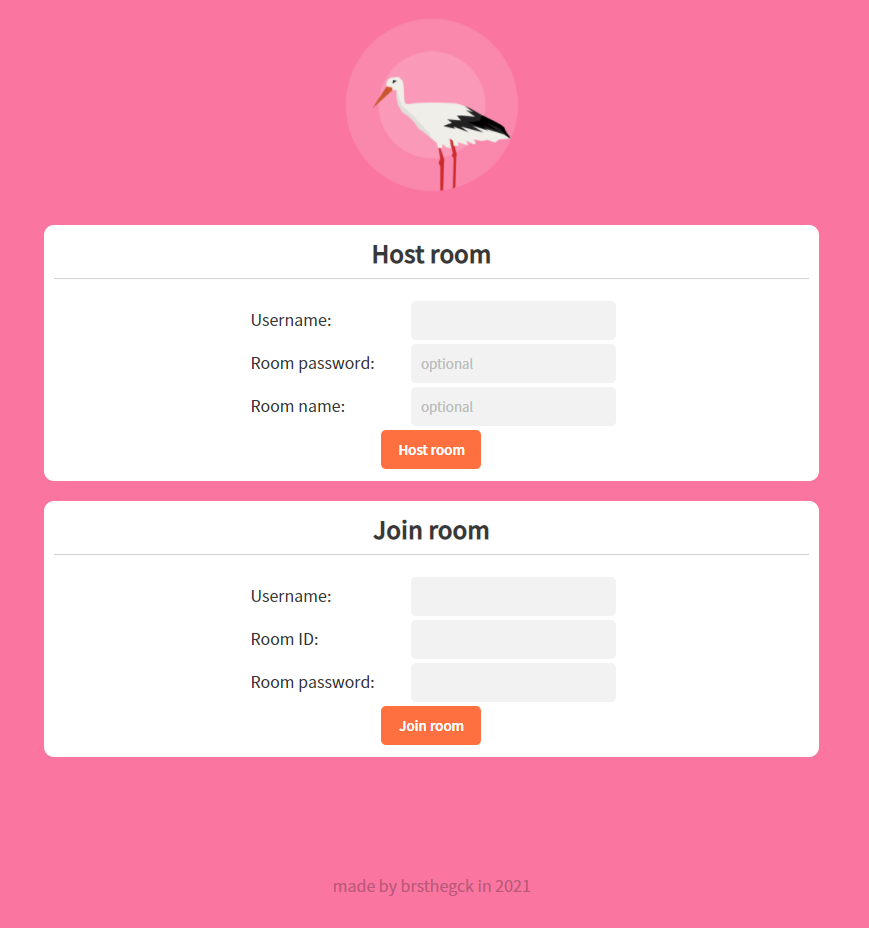 Host room
Username:
Room password: optional
Room name: optional
Host room
Join room
Username:
Room ID:
Room password:
Join room
made by brsthegck in 2021